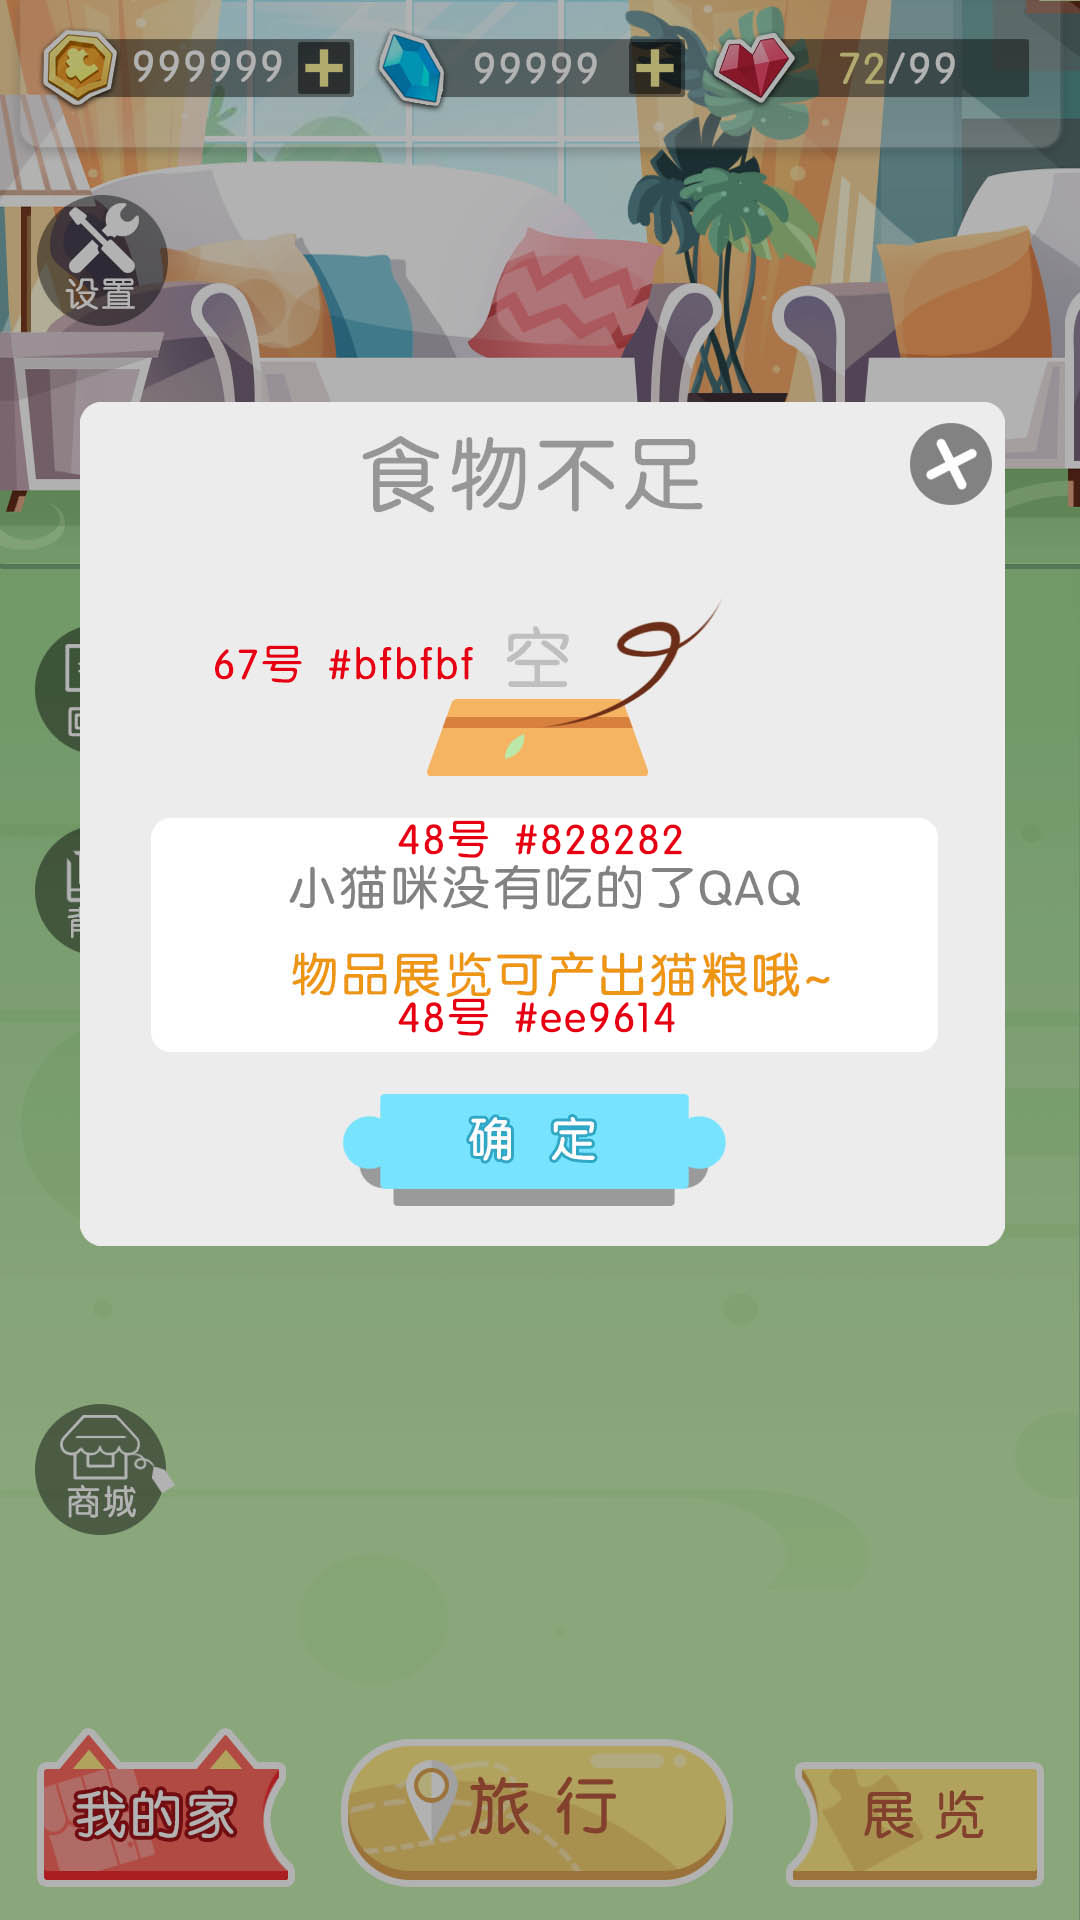 999999
99999
72/99
设置
食物不足
67号 #bfbfbf
空
48号 #828282
小猫咪没有吃的了QAQ
物品展览可产出猫粮哦~
48号 #ee9614
确 定
商城
我的家
旅 行
展 览